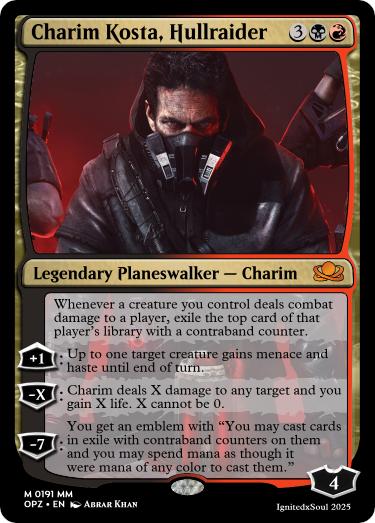 Charim Kosta, Hullraider 3
Legendary Planeswalker — Charim
Whenever a creature you control deals combat
damage to a player, exile the top card of that
player's library with a contraband counter.
+1: Up to one target creature gains menace and
haste until end of turn.
-X: Charim deals X damage to any target and you
gain X life. X cannot be 0.
-7: You get an emblem with “You may cast cards
in exile with contraband counters on them
and you may spend mana as though it
were mana of any color to cast them.”
4
M 0191 MM
OPZ • EN Abrar Khan
IgnitedxSoul 2025